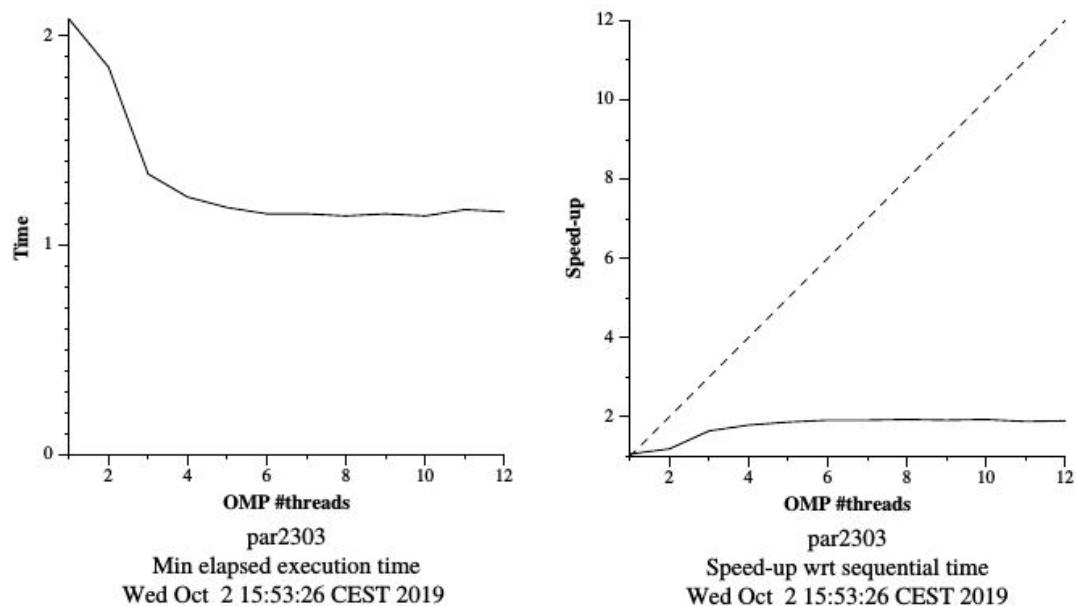 2
1
0
Time
2 4 6 8 10 12
OMP #threads
par2303
Min elapsed execution time
Wed Oct 2 15:53:26 CEST 2019
12
10
8
6
4
2
Speed-up
2 4 6 8 10 12
OMP #threads
par2303
Speed-up wrt sequential time
Wed Oct 2 15:53:26 CEST 2019